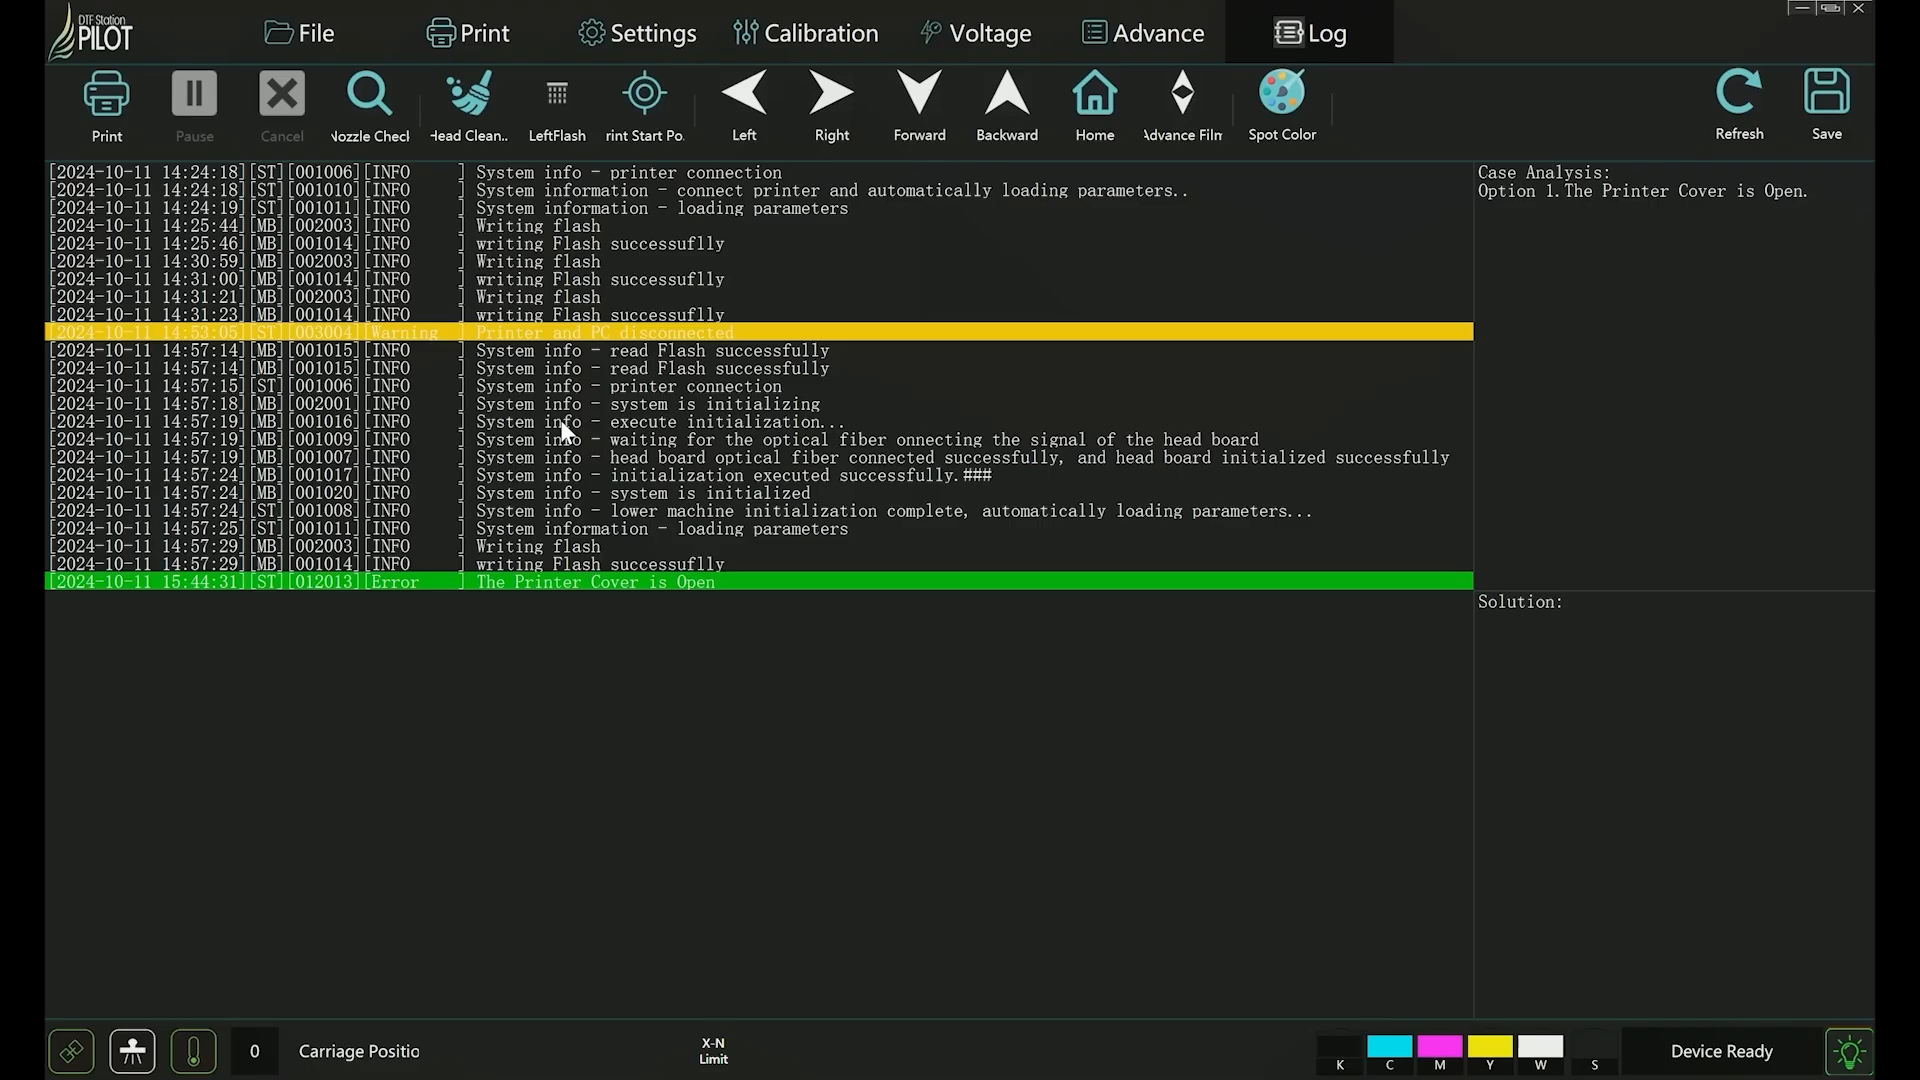 DTF Station
PILOT
File
Print
Settings
Calibration
Voltage
Advance
Log
Print
Pause
Cancel
Nozzle Check
Head Clean..
LeftFlash
rint Start Po.
Left
Right
Forward
Backward
Home
Advance Film
Spot Color
Refresh
Save
[2024-10-11 14:24:18][ST][001006][INFO ] System info - printer connection
[2024-10-11 14:24:18][ST][001010][INFO ] System information - connect printer and automatically loading parameters..
[2024-10-11 14:24:19][ST][001011][INFO ] System information - loading parameters
[2024-10-11 14:25:44][MB][002003][INFO ] Writing flash
[2024-10-11 14:25:46][MB][001014][INFO ] writing Flash successuflly
[2024-10-11 14:30:59][MB][002003][INFO ] Writing flash
[2024-10-11 14:31:00][MB][001014][INFO ] writing Flash successuflly
[2024-10-11 14:31:21][MB][002003][INFO ] Writing flash
[2024-10-11 14:31:23][MB][001014][INFO ] writing Flash successuflly
[2024-10-11 14:53:05][ST][003004][Warning ] Printer and PC disconnected
[2024-10-11 14:57:14][MB][001015][INFO ] System info - read Flash successfully
[2024-10-11 14:57:14][MB][001015][INFO ] System info - read Flash successfully
[2024-10-11 14:57:15][ST][001006][INFO ] System info - printer connection
[2024-10-11 14:57:18][MB][002001][INFO ] System info - system is initializing
[2024-10-11 14:57:19][MB][001016][INFO ] System info - execute initialization...
[2024-10-11 14:57:19][MB][001009][INFO ] System info - waiting for the optical fiber onnecting the signal of the head board
[2024-10-11 14:57:19][MB][001007][INFO ] System info - head board optical fiber connected successfully, and head board initialized successfully
[2024-10-11 14:57:24][MB][001017][INFO ] System info - initialization executed successfully.###
[2024-10-11 14:57:24][MB][001020][INFO ] System info - system is initialized
[2024-10-11 14:57:24][ST][001008][INFO ] System info - lower machine initialization complete, automatically loading parameters...
[2024-10-11 14:57:25][ST][001011][INFO ] System information - loading parameters
[2024-10-11 14:57:29][MB][002003][INFO ] Writing flash
[2024-10-11 14:57:29][MB][001014][INFO ] writing Flash successuflly
[2024-10-11 15:44:31][ST][012013][Error ] The Printer Cover is Open
Case Analysis:
Option 1.The Printer Cover is Open.
Solution:
0
Carriage Positio
X-N
Limit
K
C
M
Y
W
S
Device Ready